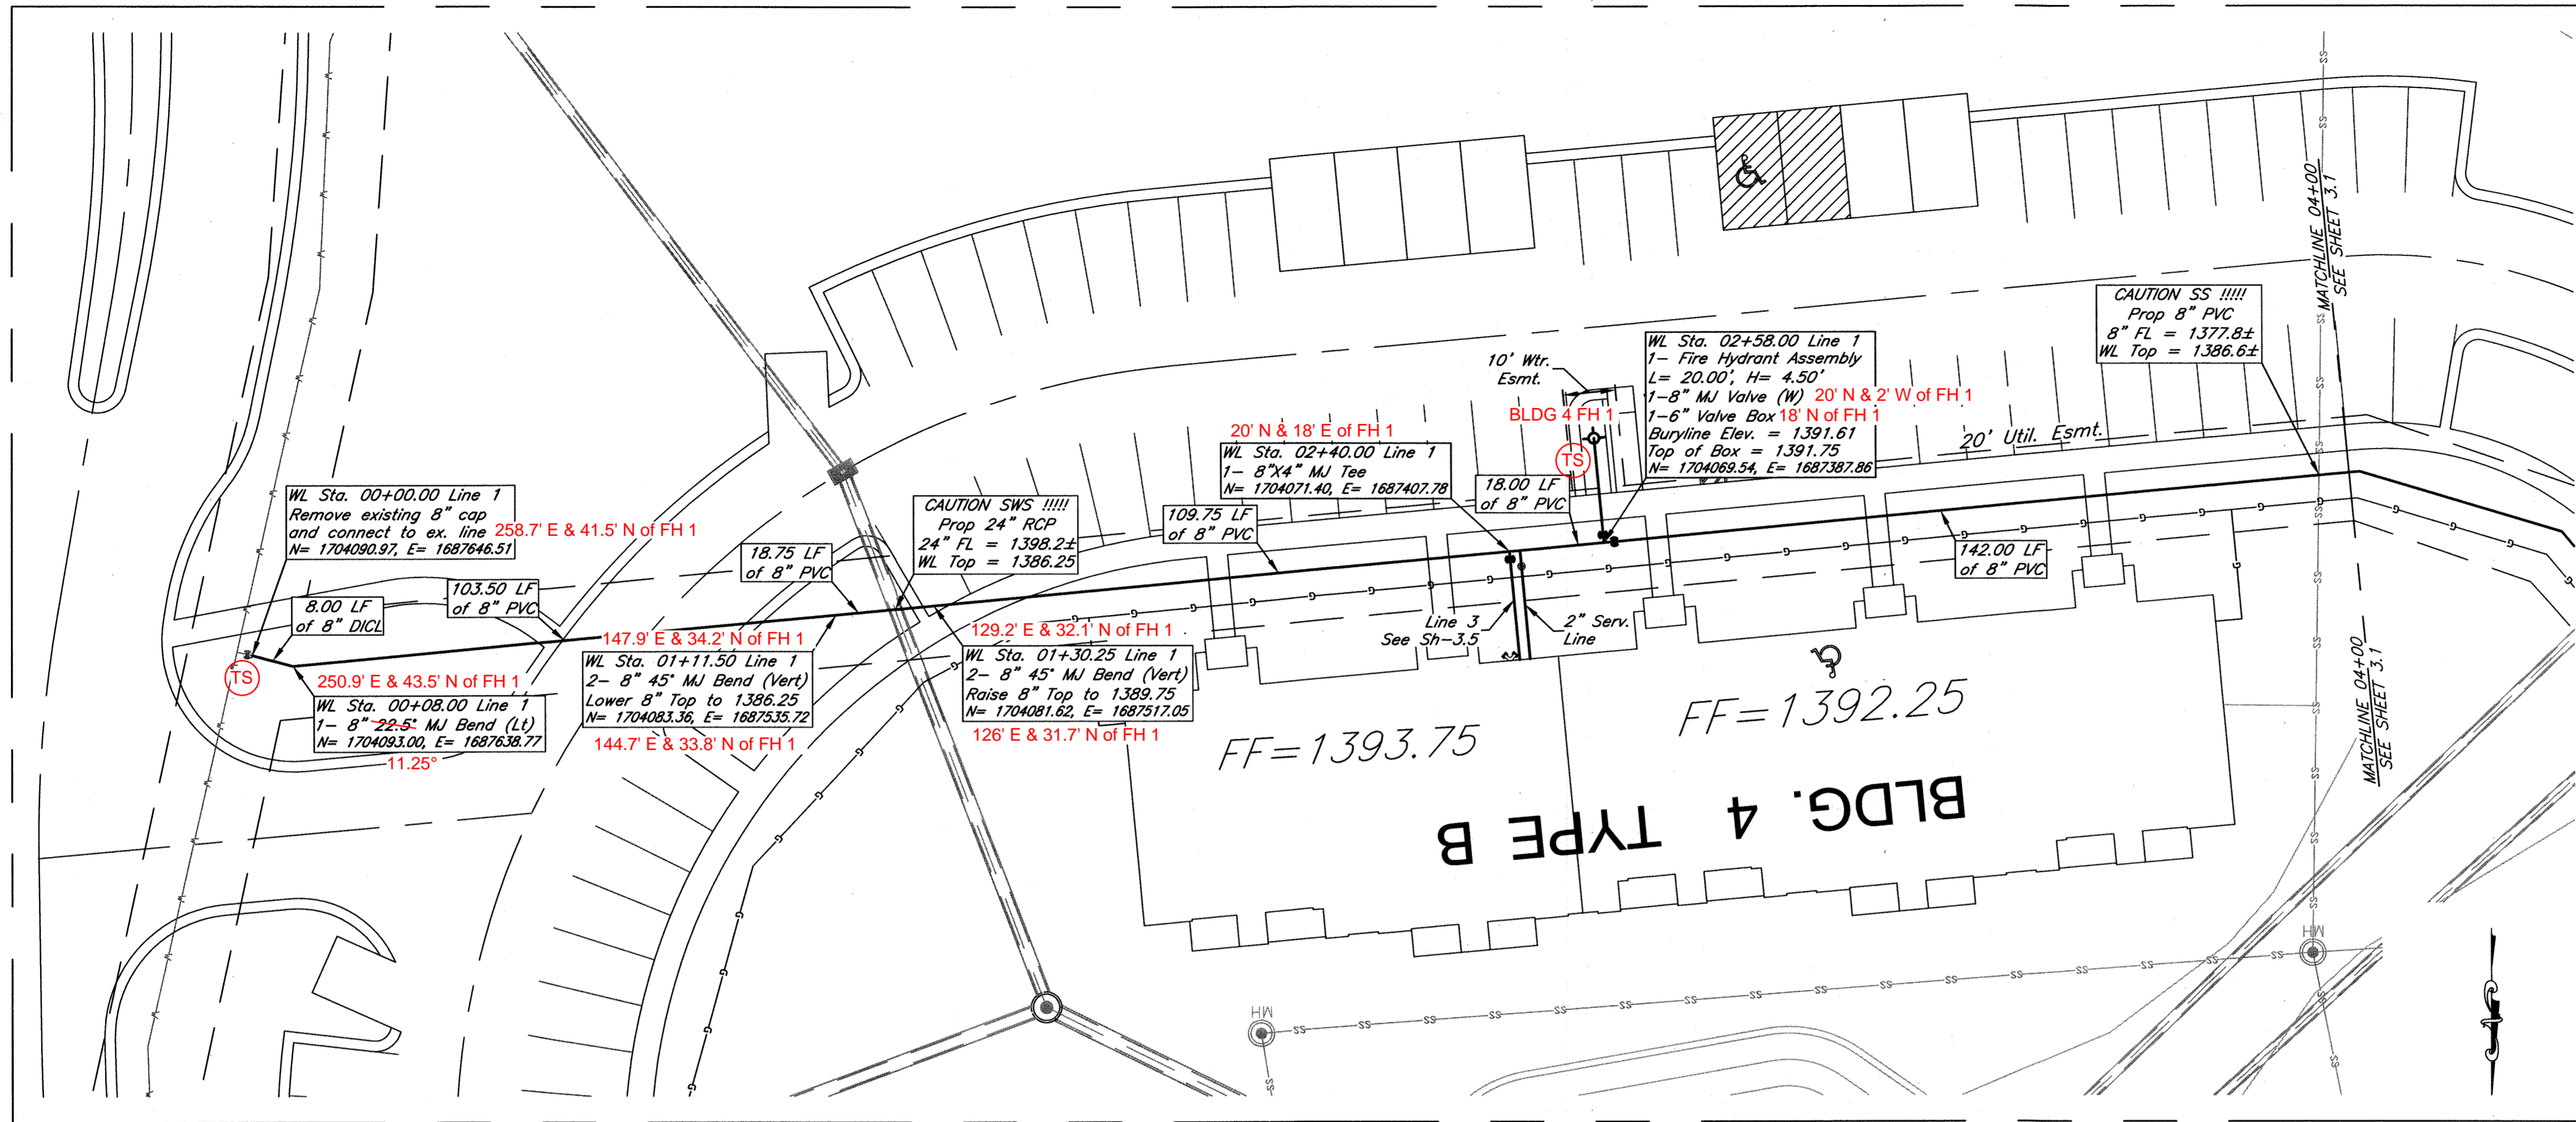 MATCHLINE 04+00
SEE SHEET 3.1
CAUTION SS !!!!!
Prop 8" PVC
8" FL = 1377.8±
WL Top = 1386.6±
10' Wtr.
Esmt.
WL Sta. 02+58.00 Line 1
1- Fire Hydrant Assembly
L= 20.00', H= 4.50'
1-8" MJ Valve (W) 20' N & 2' W of FH 1
1-6" Valve Box 18' N of FH 1
Buryline Elev. = 1391.61
Top of Box = 1391.75
N= 1704069.54, E= 1687387.86
BLDG 4 FH 1
TS
20' Util. Esmt.
20' N & 18' E of FH 1
WL Sta. 02+40.00 Line 1
1- 8"X4" MJ Tee
N= 1704071.40, E= 1687407.78
18.00 LF
of 8" PVC
WL Sta. 00+00.00 Line 1
Remove existing 8" cap
and connect to ex. line 258.7' E & 41.5' N of FH 1
N= 1704090.97, E= 1687646.51
CAUTION SWS !!!!!
Prop 24" RCP
24" FL = 1398.2±
WL Top = 1386.25
109.75 LF
of 8" PVC
18.75 LF
of 8" PVC
142.00 LF
of 8" PVC
103.50 LF
of 8" PVC
8.00 LF
of 8" DICL
TS
Line 3
See Sh-3.5
2" Serv.
Line
147.9' E & 34.2' N of FH 1
WL Sta. 01+11.50 Line 1
2- 8" 45° MJ Bend (Vert)
Lower 8" Top to 1386.25
N= 1704083.36, E= 1687535.72
144.7' E & 33.8' N of FH 1
129.2' E & 32.1' N of FH 1
WL Sta. 01+30.25 Line 1
2- 8" 45° MJ Bend (Vert)
Raise 8" Top to 1389.75
N= 1704081.62, E= 1687517.05
126' E & 31.7' N of FH 1
250.9' E & 43.5' N of FH 1
WL Sta. 00+08.00 Line 1
1- 8" 22.5° MJ Bend (Lt)
N= 1704093.00, E= 1687638.77
11.25°
FF=1393.75
FF=1392.25
MATCHLINE 04+00
SEE SHEET 3.1
BLDG. 4 TYPE B
MH
MH